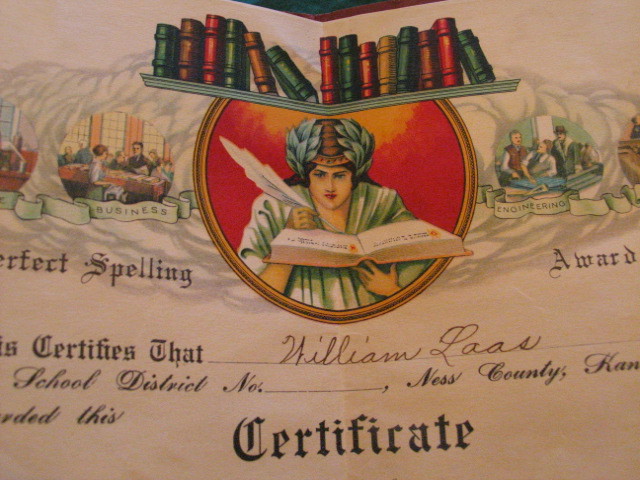 BUSINESS
ENGINEERING
erfect Spelling Award
is Certifies That William Laas
School District No. , Ness County, Kan
rded this
Certificate